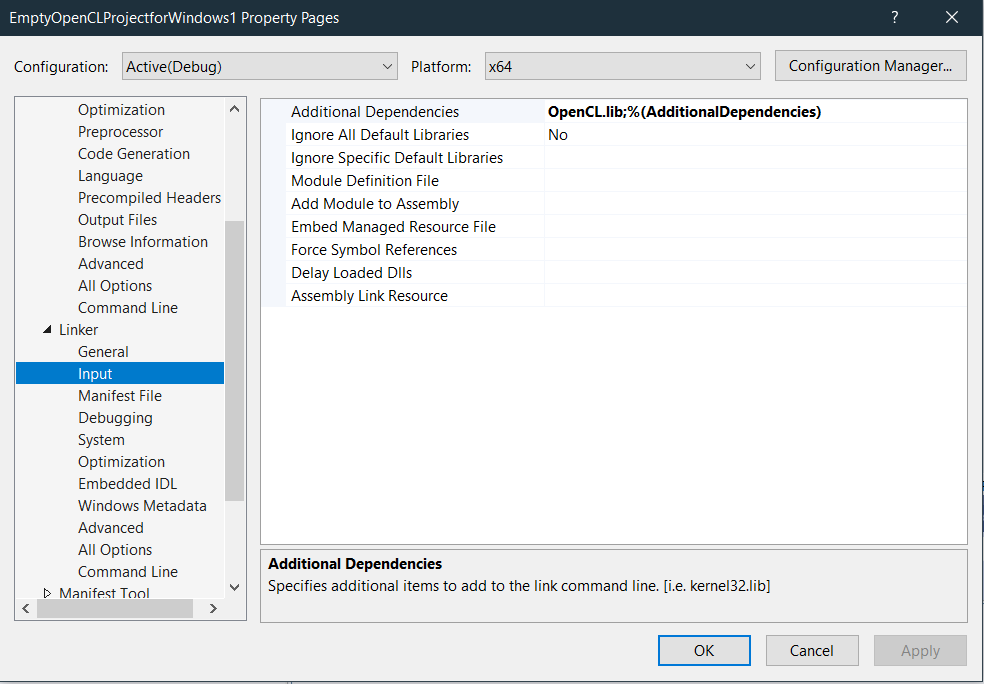 EmptyOpenCLProjectforWindows1 Property Pages
?
Configuration: Active(Debug) Platform: x64 Configuration Manager...
Optimization
Preprocessor
Code Generation
Language
Precompiled Headers
Output Files
Browse Information
Advanced
All Options
Command Line
Linker
General
Input
Manifest File
Debugging
System
Optimization
Embedded IDL
Windows Metadata
Advanced
All Options
Command Line
Manifest Tool
Additional Dependencies OpenCL.lib;%(AdditionalDependencies)
Ignore All Default Libraries No
Ignore Specific Default Libraries
Module Definition File
Add Module to Assembly
Embed Managed Resource File
Force Symbol References
Delay Loaded Dlls
Assembly Link Resource
Additional Dependencies
Specifies additional items to add to the link command line. [i.e. kernel32.lib]
OK Cancel Apply